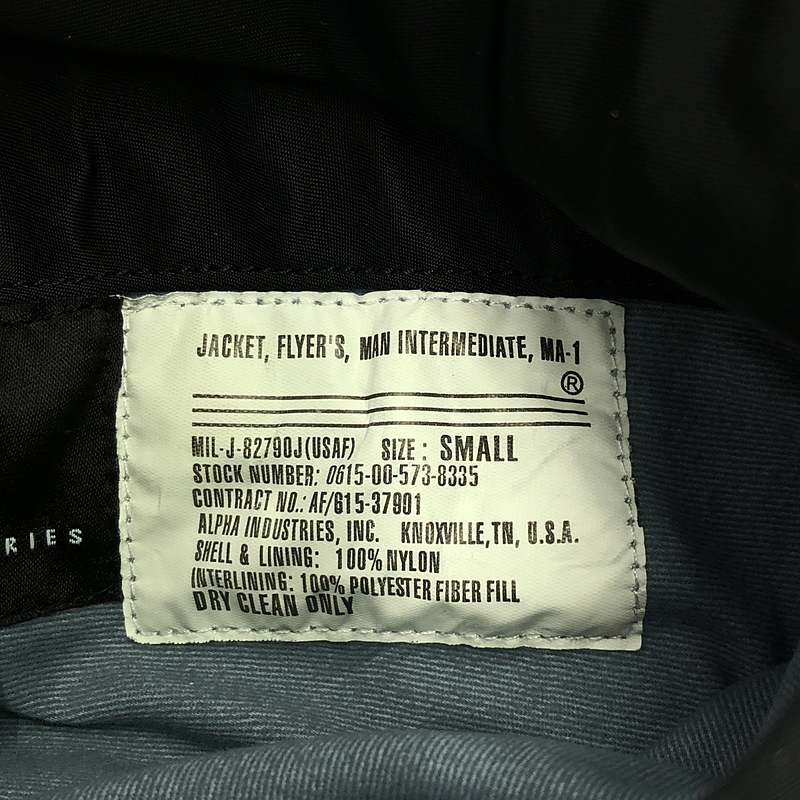 JACKET, FLYER'S, MAN INTERMEDIATE, MA-1
®
MIL-J-82790J(USAF) SIZE: SMALL
STOCK NUMBER: 0615-00-573-8335
CONTRACT NO.: AF/615-37901
ALPHA INDUSTRIES, INC. KNOXVILLE,TN, U.S.A.
SHELL & LINING: 100% NYLON
INTERLINING: 100% POLYESTER FIBER FILL
DRY CLEAN ONLY
RIES